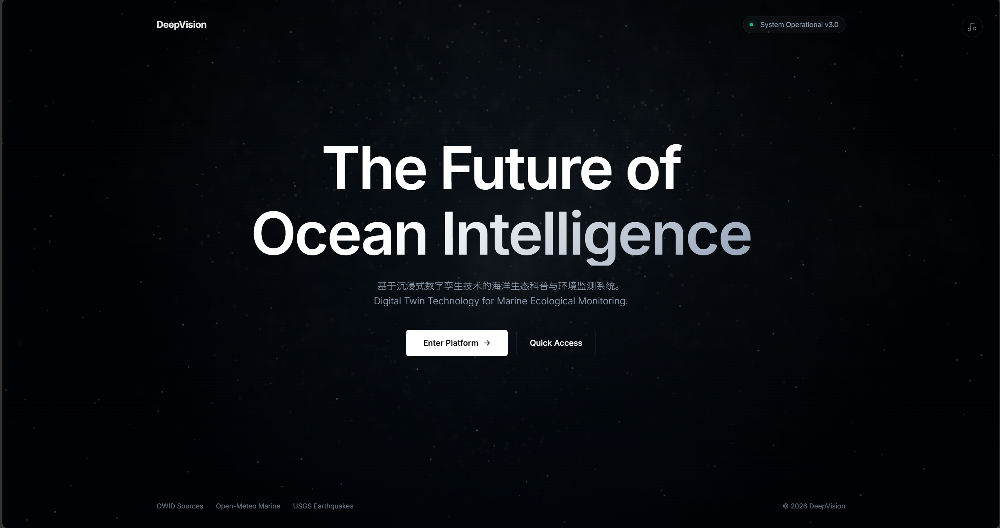 DeepVision
System Operational v3.0
The Future of
Ocean Intelligence
基于沉浸式数字孪生技术的海洋生态科普与环境监测系统。
Digital Twin Technology for Marine Ecological Monitoring.
Enter Platform →
Quick Access
OWID Sources
Open-Meteo Marine
USGS Earthquakes
© 2026 DeepVision